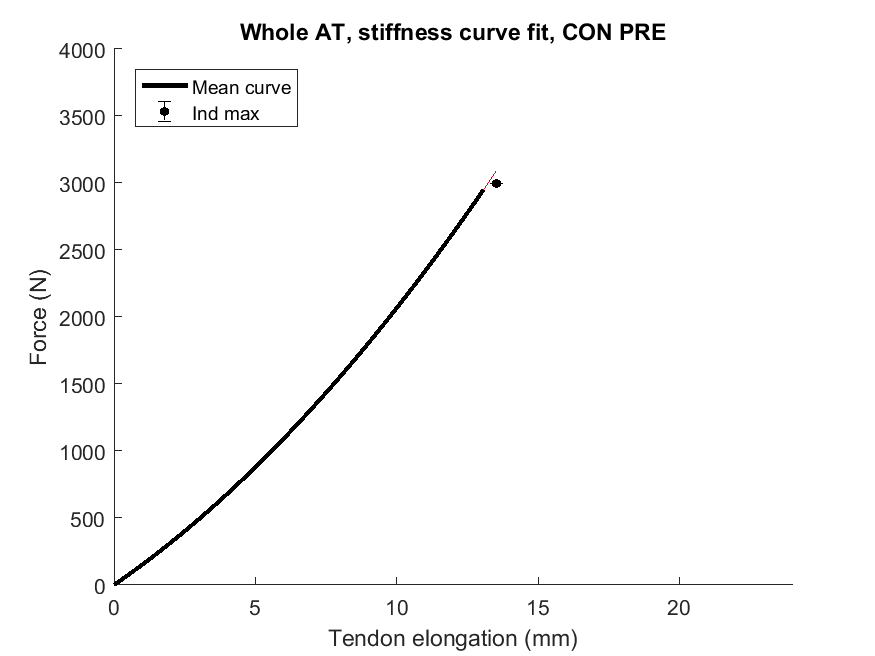 Whole AT, stiffness curve fit, CON PRE
4000
3500
3000
2500
2000
1500
1000
500
0
Force (N)
Mean curve
Ind max
0 5 10 15 20
Tendon elongation (mm)